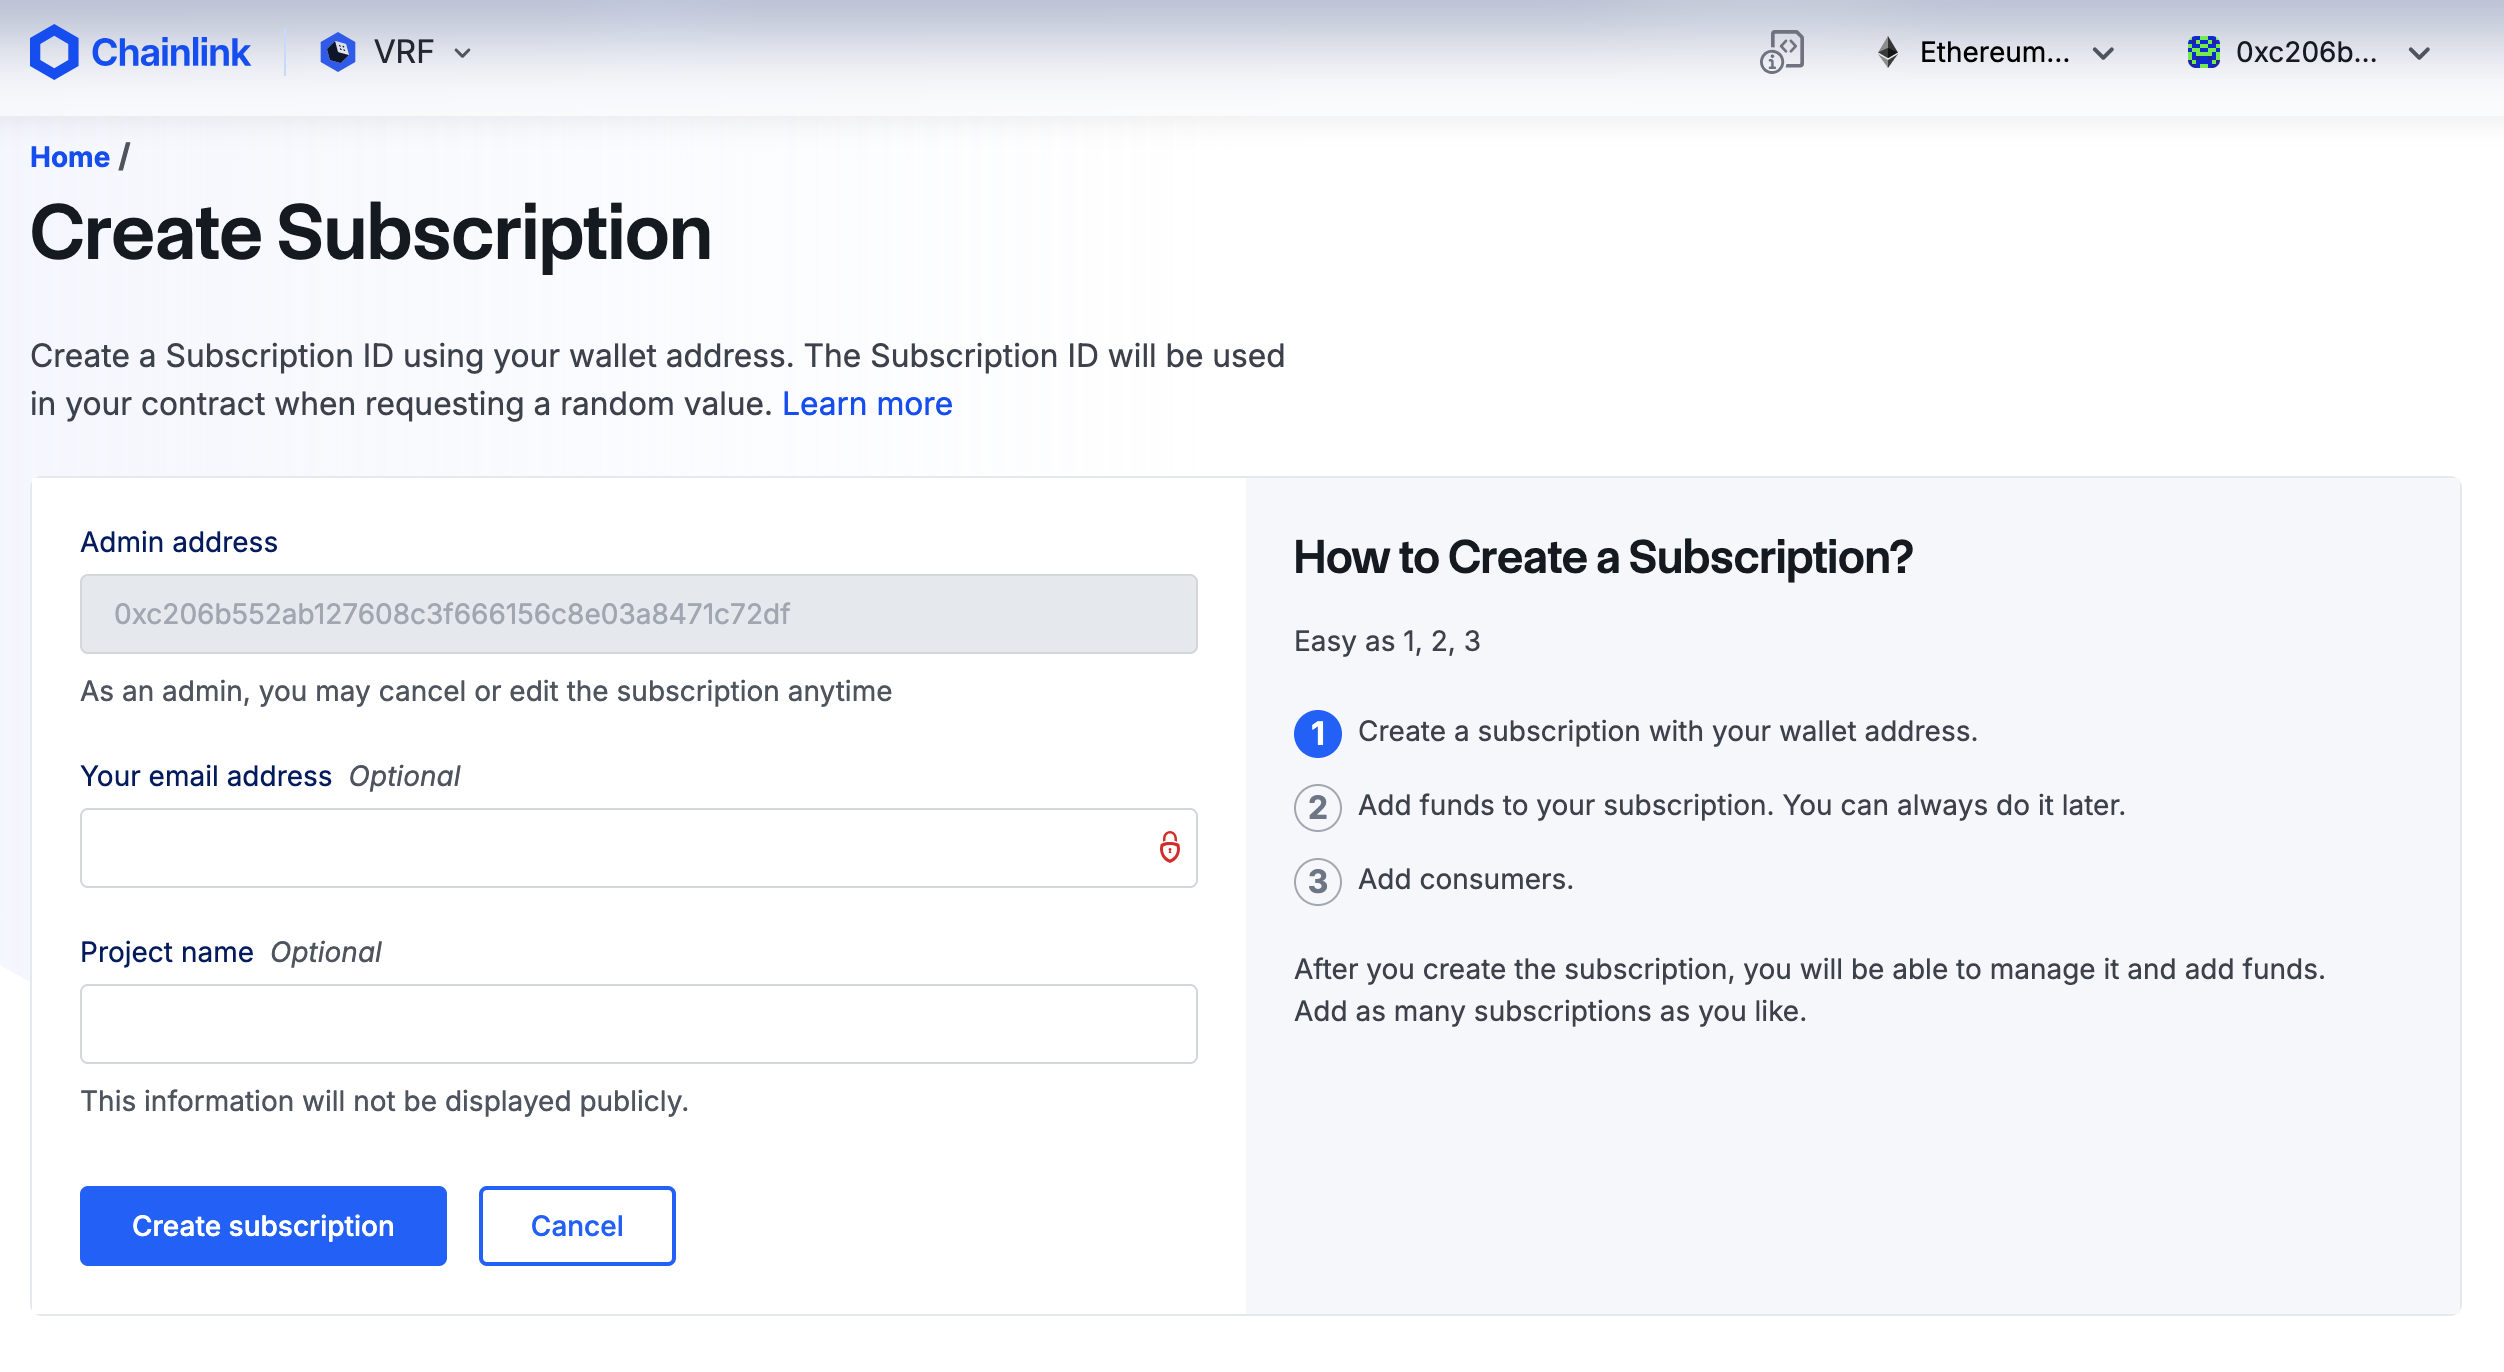 Chainlink
VRF
Ethereum...
0xc206b...
Home /
Create Subscription
Create a Subscription ID using your wallet address. The Subscription ID will be used
in your contract when requesting a random value. Learn more
Admin address
0xc206b552ab127608c3f666156c8e03a8471c72df
As an admin, you may cancel or edit the subscription anytime
Your email address Optional
Project name Optional
This information will not be displayed publicly.
Create subscription
Cancel
How to Create a Subscription?
Easy as 1, 2, 3
1 Create a subscription with your wallet address.
2 Add funds to your subscription. You can always do it later.
3 Add consumers.
After you create the subscription, you will be able to manage it and add funds.
Add as many subscriptions as you like.